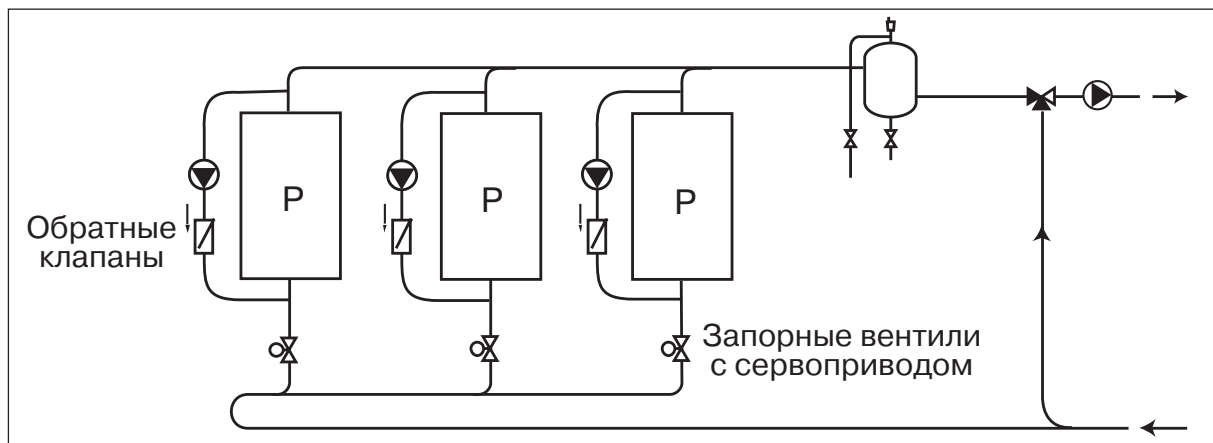 P
P
P
Обратные
клапаны
Запорные вентили
с сервоприводом